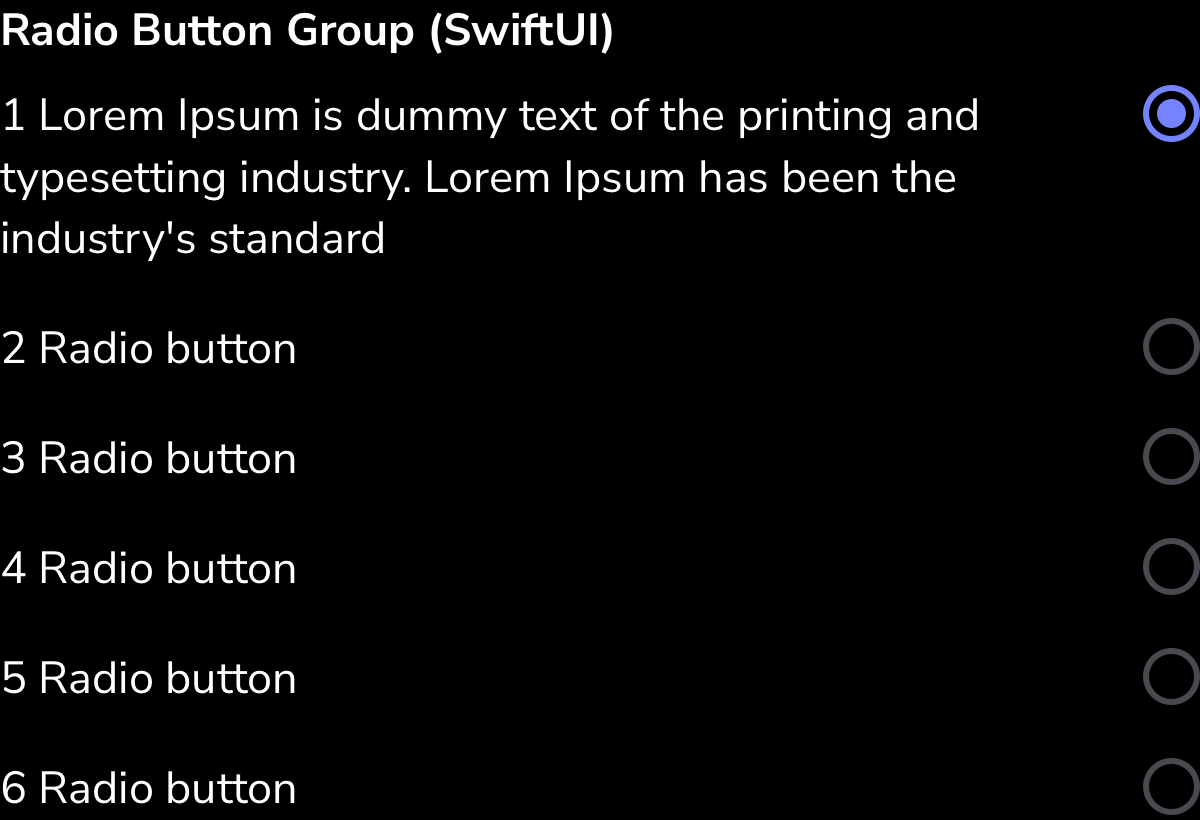 Radio Button Group (SwiftUI)
1 Lorem Ipsum is dummy text of the printing and
typesetting industry. Lorem Ipsum has been the
industry's standard
2 Radio button
3 Radio button
4 Radio button
5 Radio button
6 Radio button